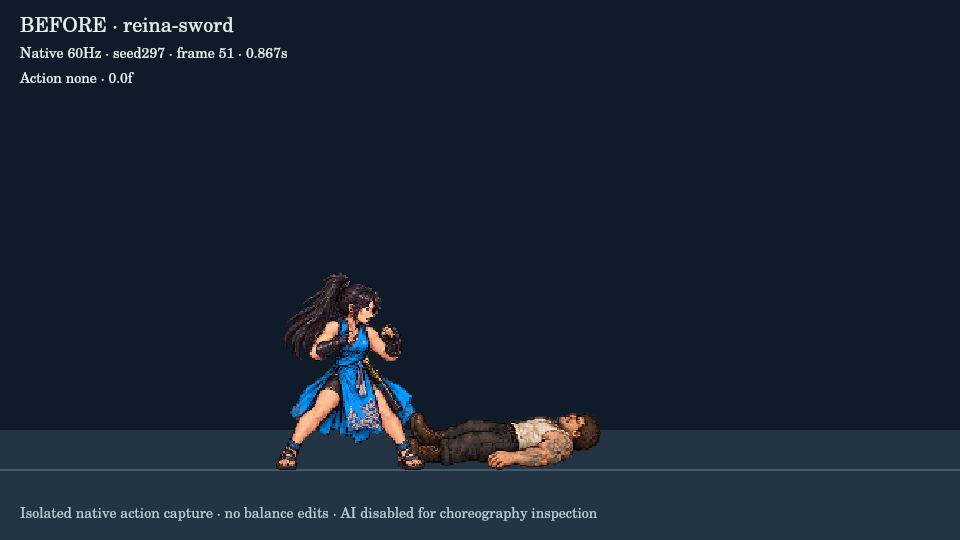 BEFORE · reina-sword
Native 60Hz · seed297 · frame 51 · 0.867s
Action none · 0.0f
Isolated native action capture · no balance edits · AI disabled for choreography inspection